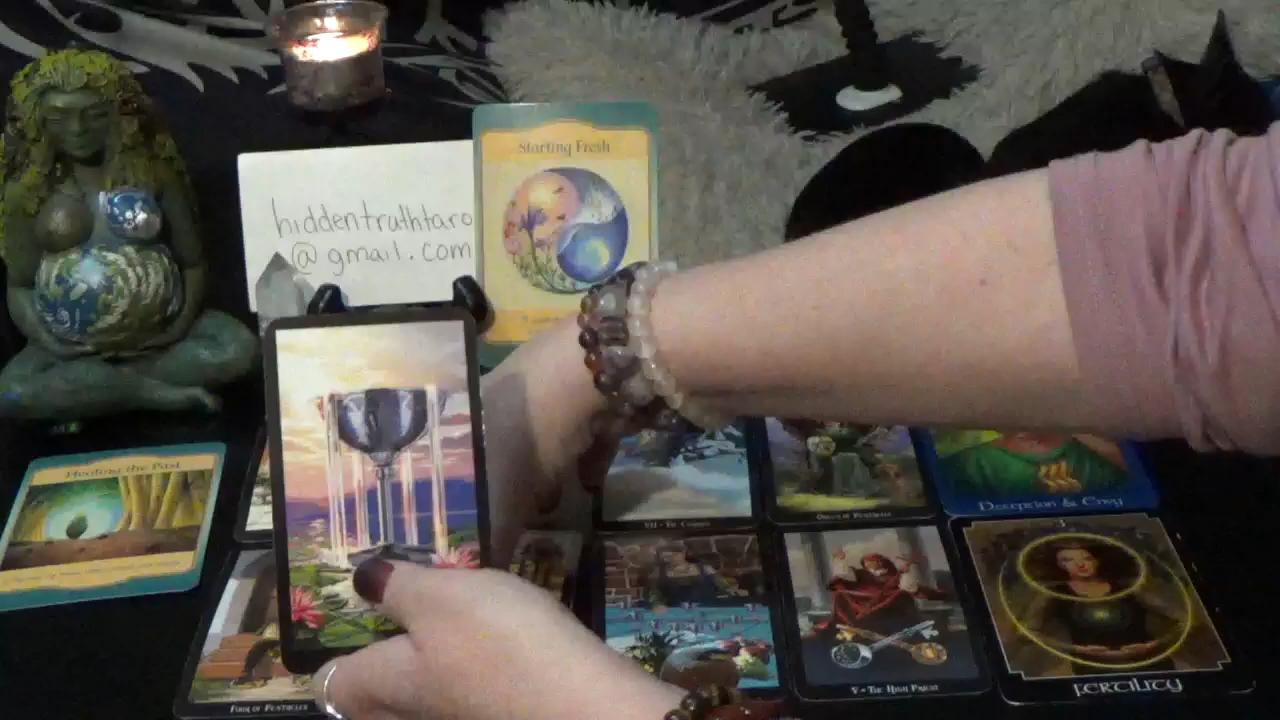 Starting Fresh
hiddentruthtaro
@gmail.com
Healing the Past
Deception & Envy
VII - The Chariot
Queen of Pentacles
3
FERTILITY
V - The High Priest
Four of Pentacles